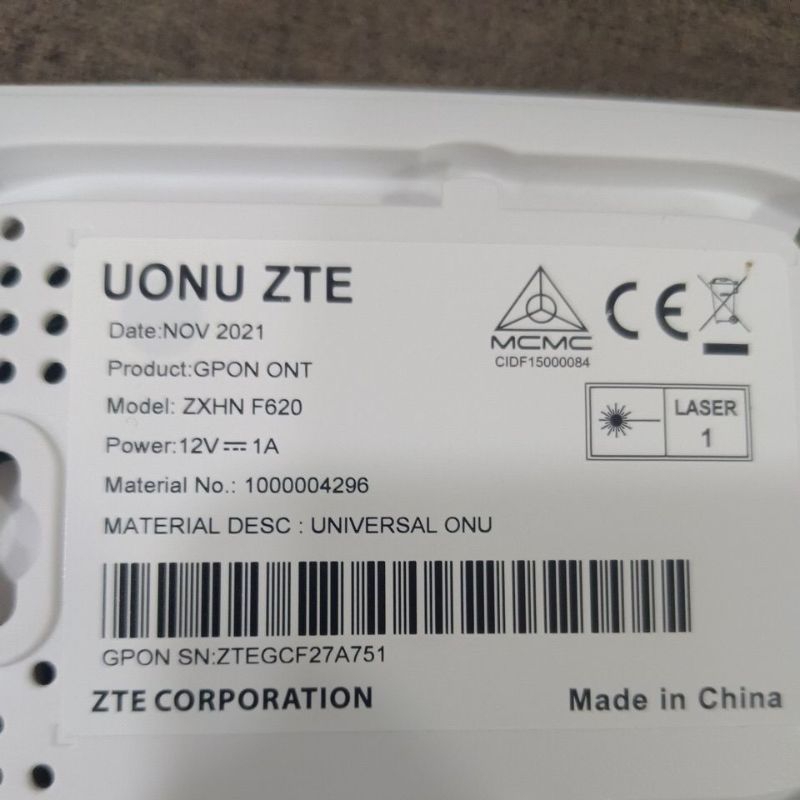 UONU ZTE
Date:NOV 2021
Product:GPON ONT
Model: ZXHN F620
Power:12V⎓1A
Material No.: 1000004296
MATERIAL DESC : UNIVERSAL ONU
MCMC
CIDF15000084
CE
LASER
1
GPON SN:ZTEGCF27A751
ZTE CORPORATION
Made in China